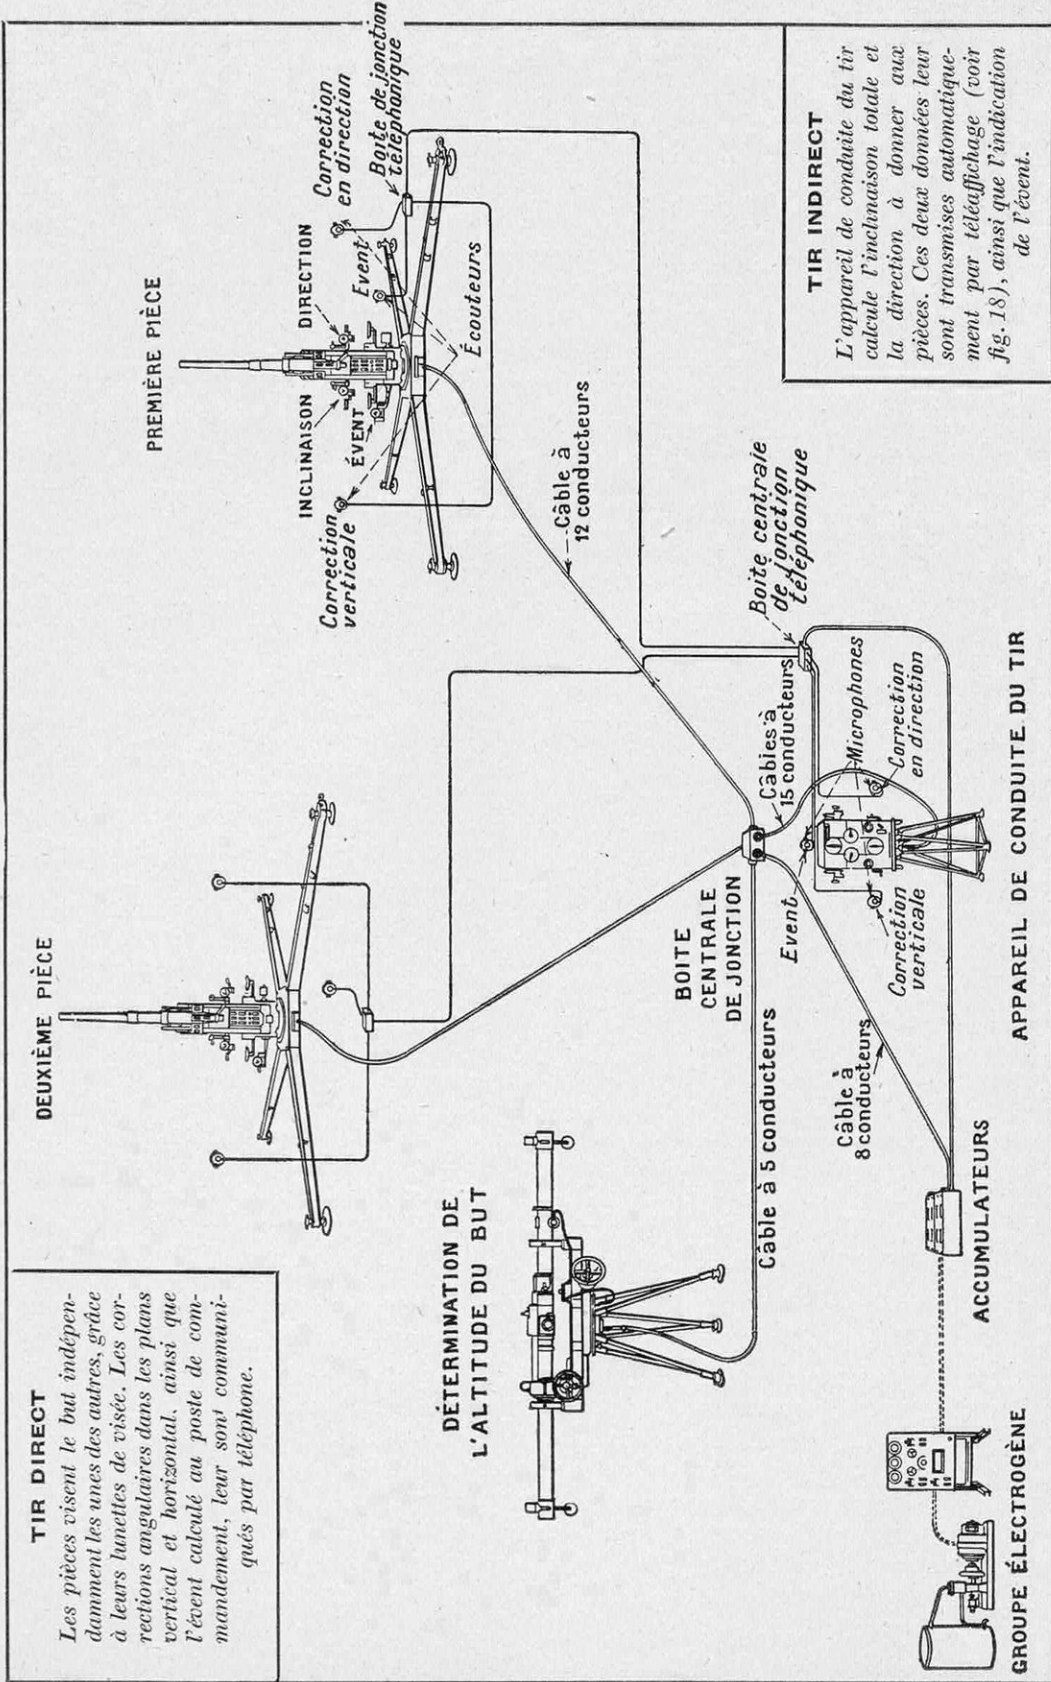 TIR DIRECT
Les pièces visent le but indépen-
damment les unes des autres, grâce
à leurs lunettes de visée. Les cor-
rections angulaires dans les plans
vertical et horizontal, ainsi que
l'évent calculé au poste de com-
mandement, leur sont communi-
qués par téléphone.
DEUXIÈME PIÈCE
PREMIÈRE PIÈCE
INCLINAISON
DIRECTION
ÉVENT
Correction
verticale
Event
Correction
en direction
Boite de jonction
téléphonique
Écouteurs
Câble à
12 conducteurs
DÉTERMINATION DE
L'ALTITUDE DU BUT
Câble à 5 conducteurs
BOITE
CENTRALE
DE JONCTION
Câbles à
15 conducteurs
Boite centrale
de jonction
téléphonique
Event
Microphones
Correction
verticale
Correction
en direction
Câble à
8 conducteurs
GROUPE ÉLECTROGÈNE
ACCUMULATEURS
APPAREIL DE CONDUITE DU TIR
TIR INDIRECT
L'appareil de conduite du tir
calcule l'inclinaison totale et
la direction à donner aux
pièces. Ces deux données leur
sont transmises automatique-
ment par téléaffichage (voir
fig. 18), ainsi que l'indication
de l'évent.